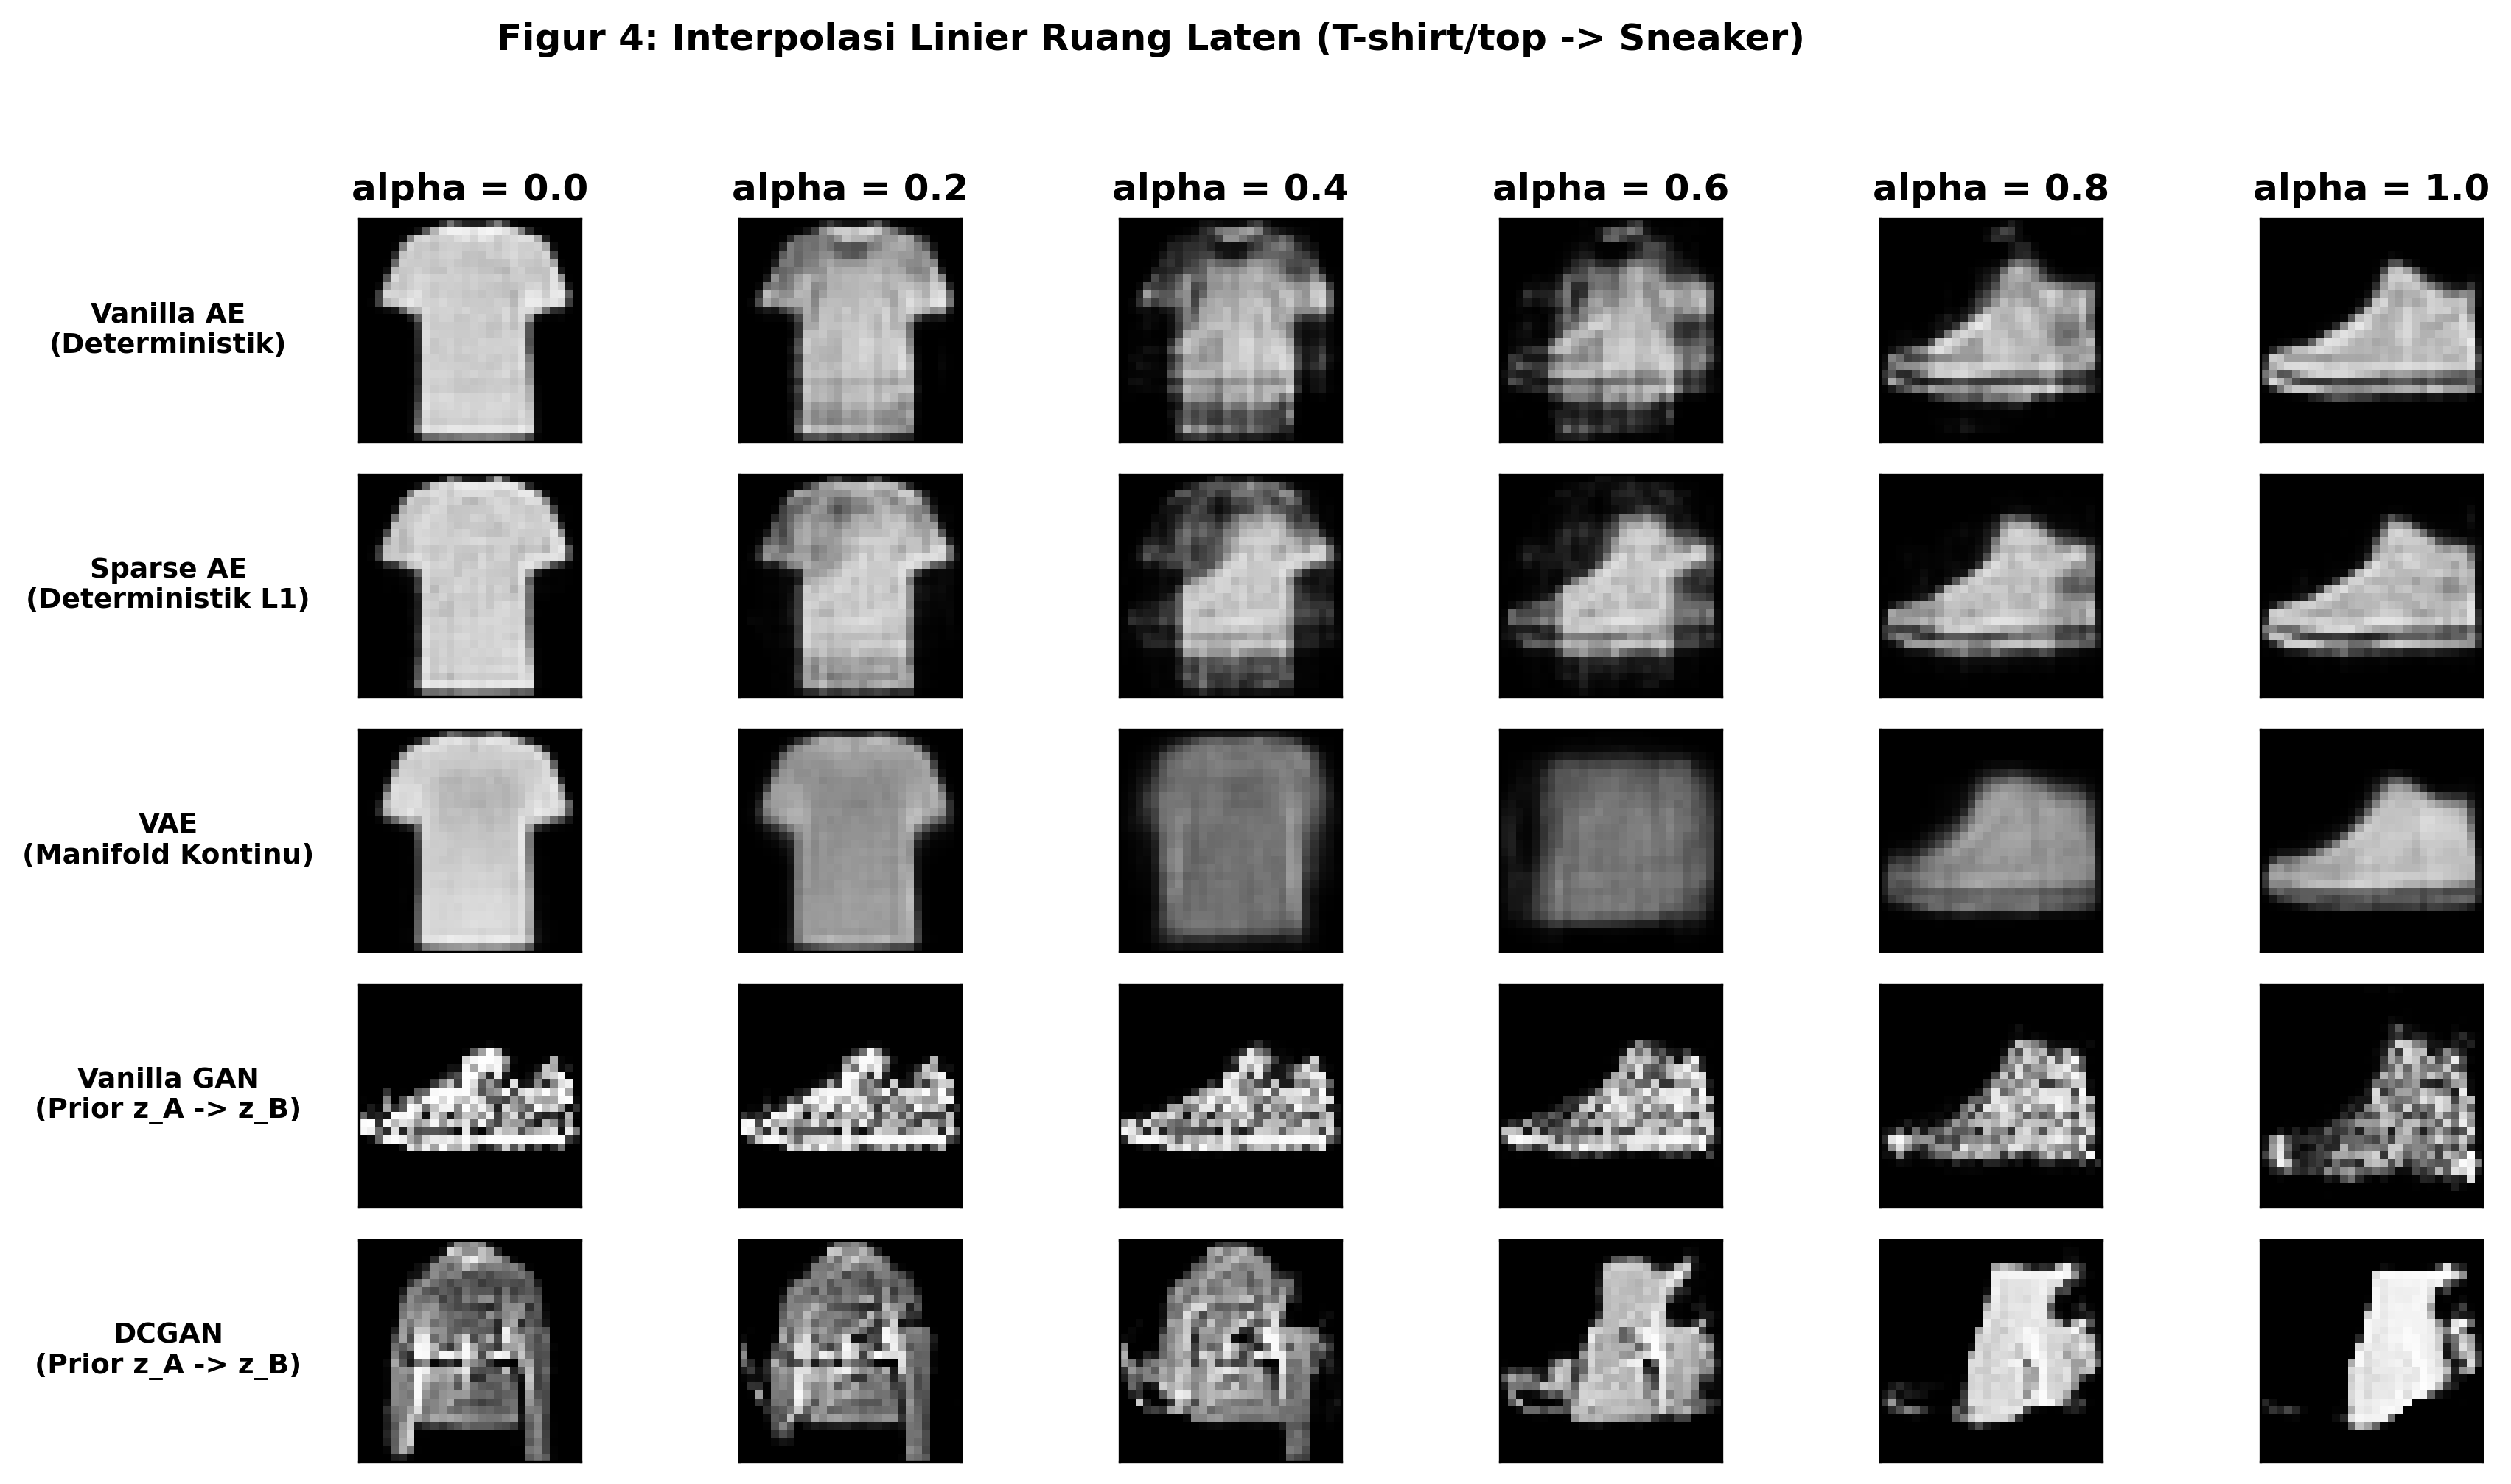 Figur 4: Interpolasi Linier Ruang Laten (T-shirt/top -> Sneaker)
alpha = 0.0
alpha = 0.2
alpha = 0.4
alpha = 0.6
alpha = 0.8
alpha = 1.0
Vanilla AE
(Deterministik)
Sparse AE
(Deterministik L1)
VAE
(Manifold Kontinu)
Vanilla GAN
(Prior z_A -> z_B)
DCGAN
(Prior z_A -> z_B)